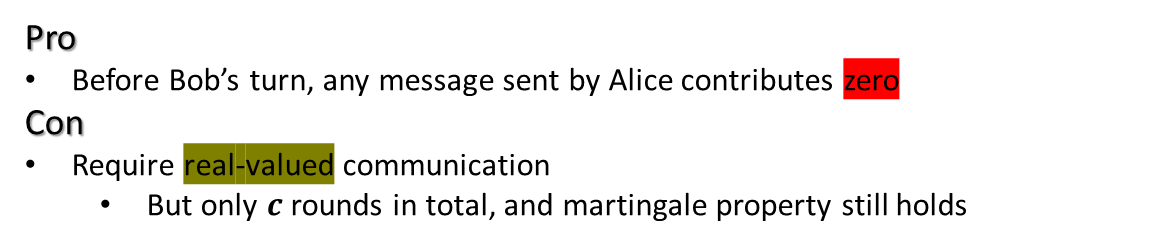 Pro
• Before Bob's turn, any message sent by Alice contributes zero
Con
• Require real-valued communication
• But only c rounds in total, and martingale property still holds